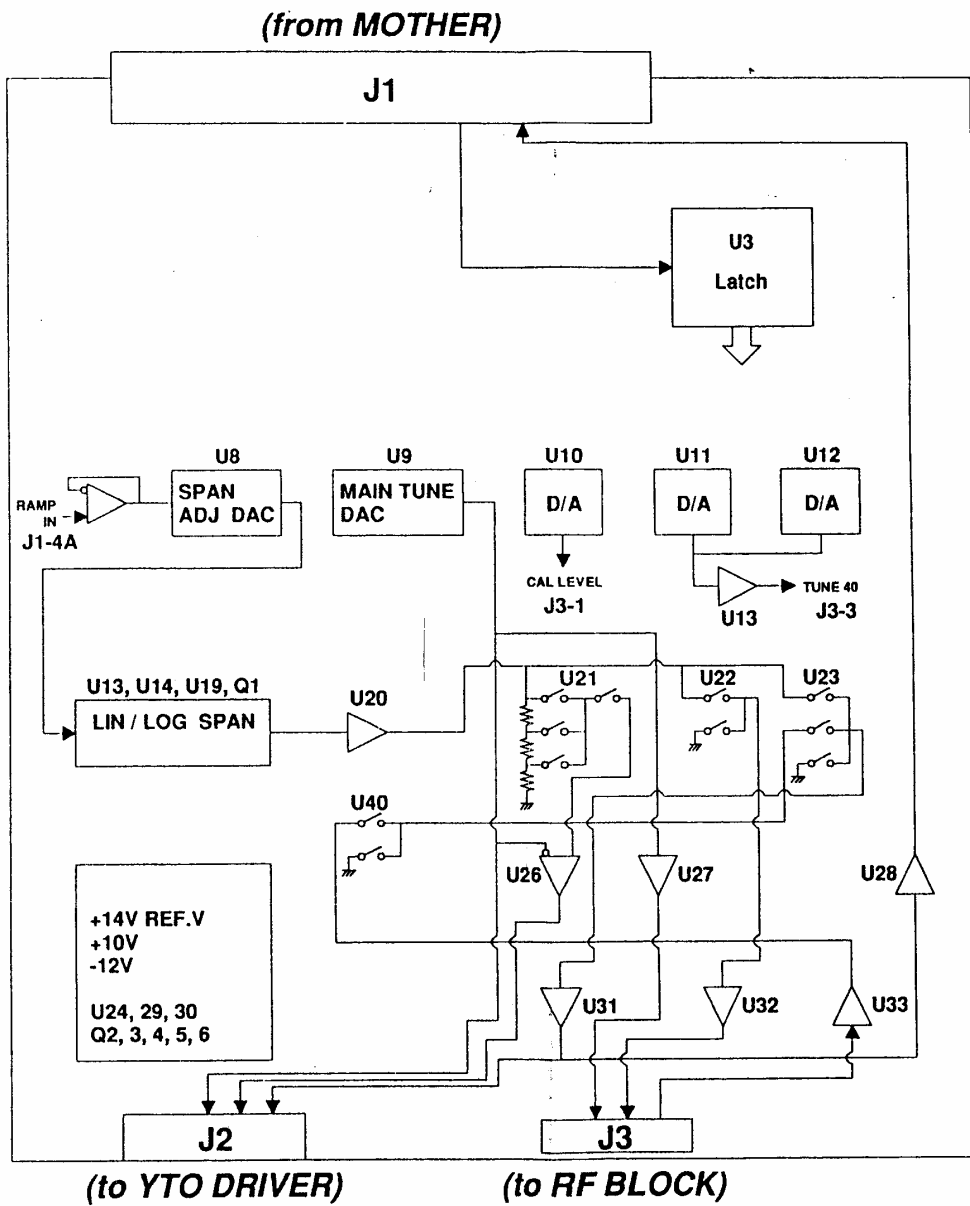 (from MOTHER)
J1
U3
Latch
U8
U9
U10
U11
U12
SPAN
ADJ DAC
MAIN TUNE
DAC
D/A
D/A
D/A
RAMP
IN
J1-4A
CAL LEVEL
J3-1
U13
TUNE 40
J3-3
U13, U14, U19, Q1
LIN / LOG SPAN
U20
U21
U22
U23
U40
U26
U27
U28
+14V REF.V
+10V
-12V
U24, 29, 30
Q2, 3, 4, 5, 6
U31
U32
U33
J2
J3
(to YTO DRIVER)
(to RF BLOCK)